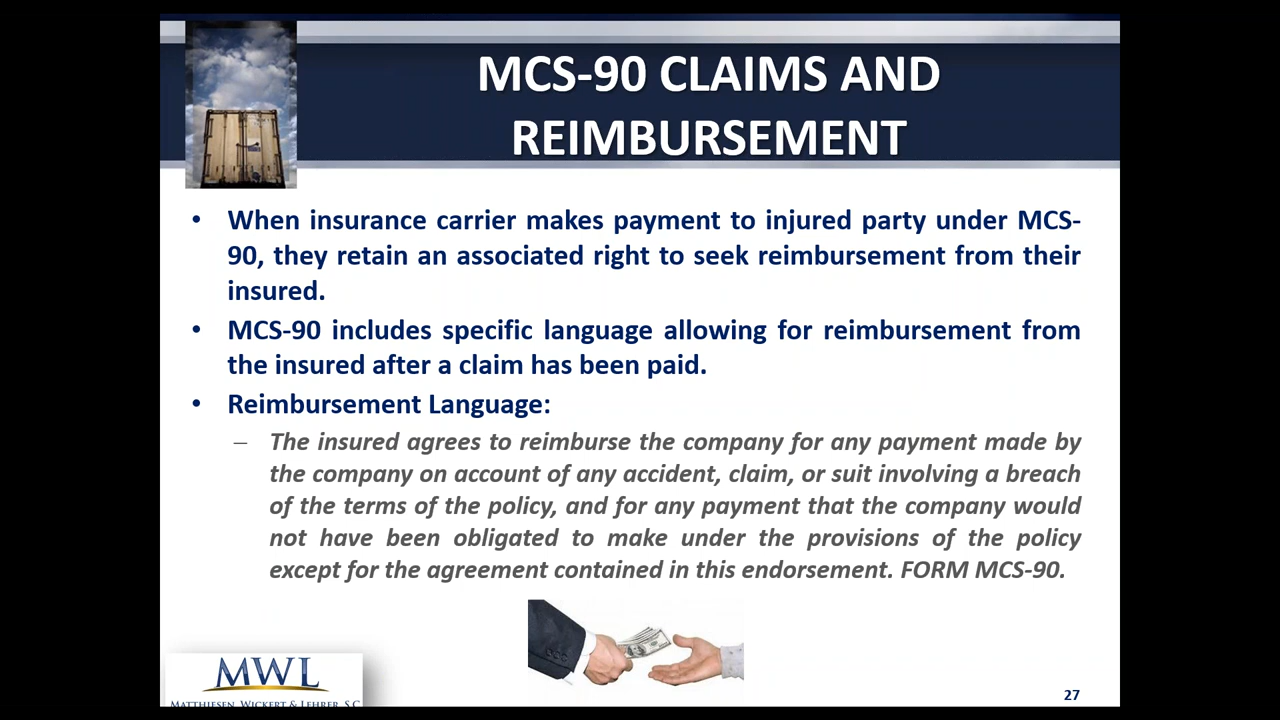 MCS-90 CLAIMS AND
REIMBURSEMENT
• When insurance carrier makes payment to injured party under MCS-
90, they retain an associated right to seek reimbursement from their
insured.
• MCS-90 includes specific language allowing for reimbursement from
the insured after a claim has been paid.
• Reimbursement Language:
– The insured agrees to reimburse the company for any payment made by
the company on account of any accident, claim, or suit involving a breach
of the terms of the policy, and for any payment that the company would
not have been obligated to make under the provisions of the policy
except for the agreement contained in this endorsement. FORM MCS-90.
MWL
MATTHIESEN, WICKERT & LEHRER, S.C.
27